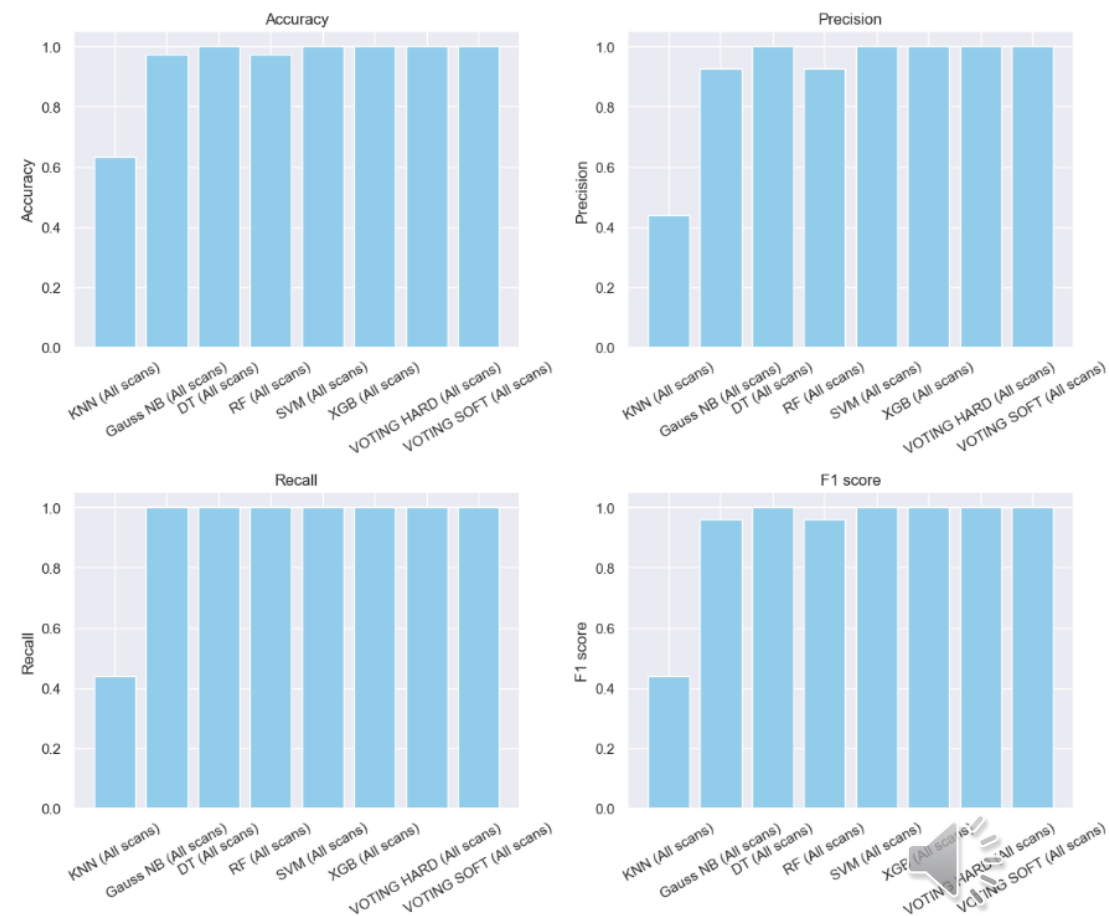 Accuracy
Accuracy
1.0
0.8
0.6
0.4
0.2
0.0
KNN (All scans)
Gauss NB (All scans)
DT (All scans)
RF (All scans)
SVM (All scans)
XGB (All scans)
VOTING HARD (All scans)
VOTING SOFT (All scans)
Precision
Precision
1.0
0.8
0.6
0.4
0.2
0.0
KNN (All scans)
Gauss NB (All scans)
DT (All scans)
RF (All scans)
SVM (All scans)
XGB (All scans)
VOTING HARD (All scans)
VOTING SOFT (All scans)
Recall
Recall
1.0
0.8
0.6
0.4
0.2
0.0
KNN (All scans)
Gauss NB (All scans)
DT (All scans)
RF (All scans)
SVM (All scans)
XGB (All scans)
VOTING HARD (All scans)
VOTING SOFT (All scans)
F1 score
F1 score
1.0
0.8
0.6
0.4
0.2
0.0
KNN (All scans)
Gauss NB (All scans)
DT (All scans)
RF (All scans)
SVM (All scans)
XGB (All scans)
VOTING HARD (All scans)
VOTING SOFT (All scans)